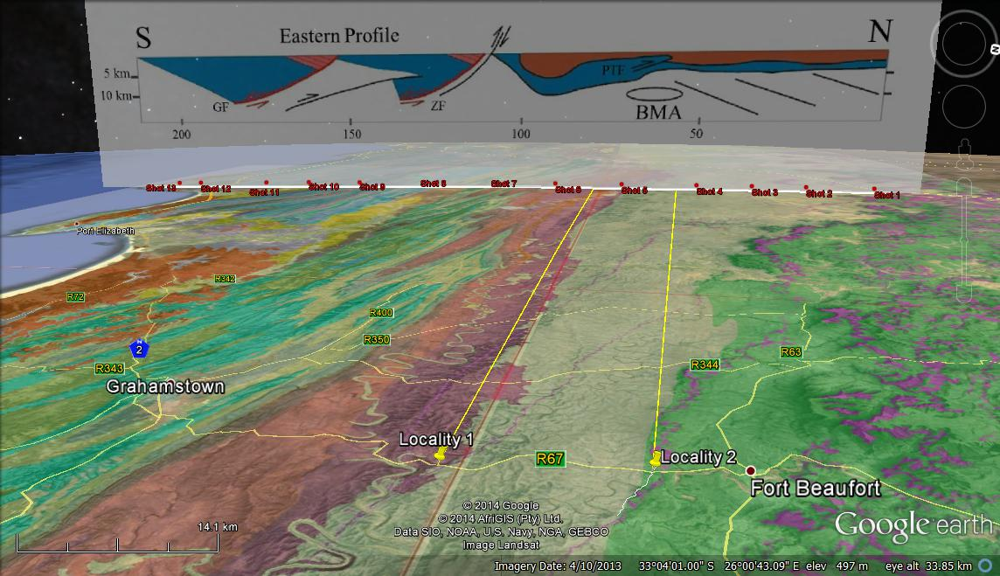 S Eastern Profile N
N
5 km
PTF
10 km
GF ZF BMA
200 150 100 50
Shot 13 Shot 12 Shot 11 Shot 10 Shot 9 Shot 8 Shot 7 Shot 6 Shot 5 Shot 4 Shot 3 Shot 2 Shot 1
Port Elizabeth
R342
R72
R400
R350
N
2
R63
R343 R344
Grahamstown
Locality 1
R67 Locality 2
Fort Beaufort
© 2014 Google
© 2014 AfriGIS (Pty) Ltd.
14.1 km Data SIO, NOAA, U.S. Navy, NGA, GEBCO
Image Landsat
Google earth
Imagery Date: 4/10/2013 33°04'01.00" S 26°00'43.09" E elev 497 m eye alt 33.85 km